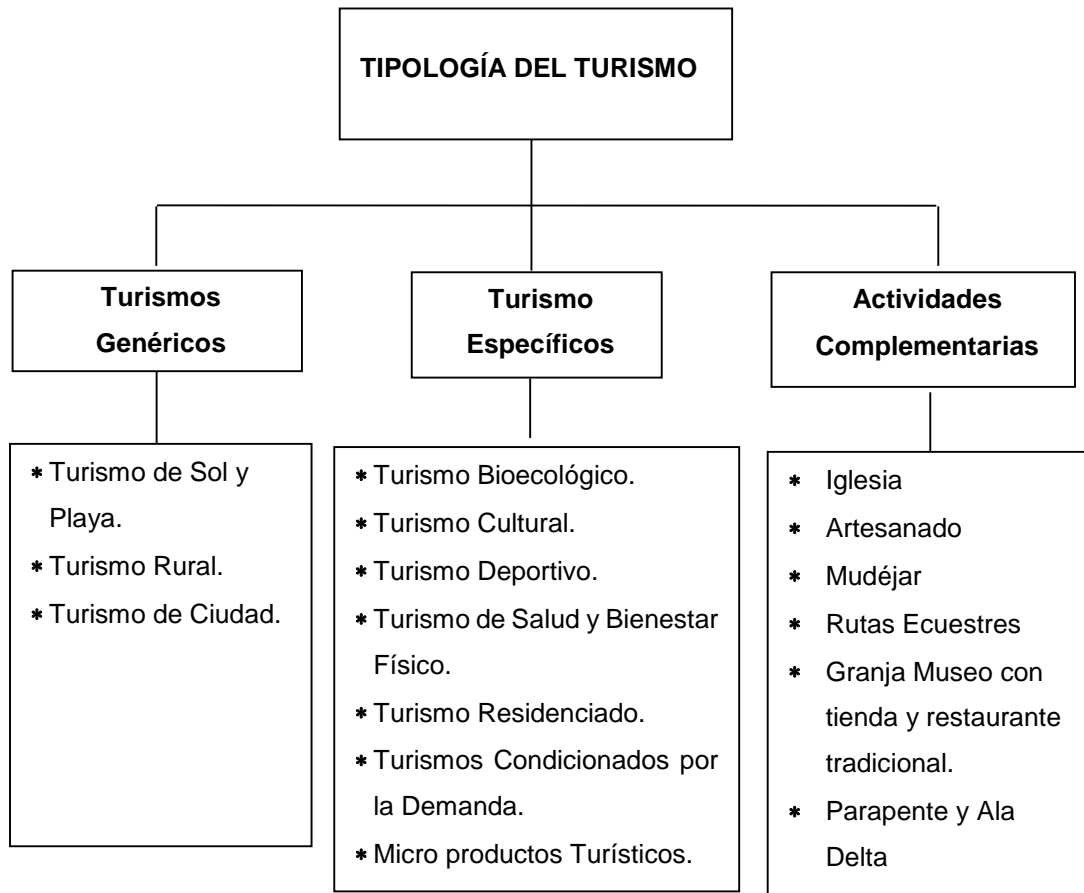 TIPOLOGÍA DEL TURISMO
Turismos
Genéricos
Turismo
Específicos
Actividades
Complementarias
* Turismo de Sol y
Playa.
* Turismo Rural.
* Turismo de Ciudad.
* Turismo Bioecológico.
* Turismo Cultural.
* Turismo Deportivo.
* Turismo de Salud y Bienestar
Físico.
* Turismo Residenciado.
* Turismos Condicionados por
la Demanda.
* Micro productos Turísticos.
* Iglesia
* Artesanado
* Mudéjar
* Rutas Ecuestres
* Granja Museo con
tienda y restaurante
tradicional.
* Parapente y Ala
Delta